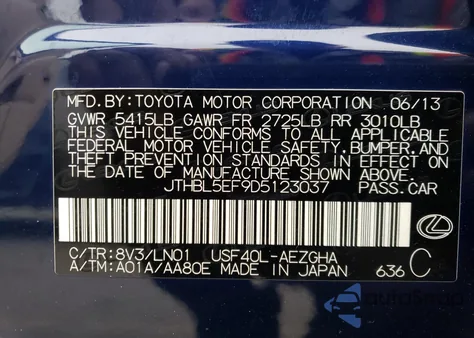 MFD.BY:TOYOTA MOTOR CORPORATION 06/13
GVWR 5415LB GAWR FR 2725LB RR 3010LB
THIS VEHICLE CONFORMS TO ALL APPLICABLE
FEDERAL MOTOR VEHICLE SAFETY,BUMPER,AND
THEFT PREVENTION STANDARDS IN EFFECT ON
THE DATE OF MANUFACTURE SHOWN ABOVE.
JTHBL5EF9D5123037 PASS.CAR
C/TR:8V3/LN01 USF40L-AEZGHA
A/TM:A01A/AA80E MADE IN JAPAN 636 C